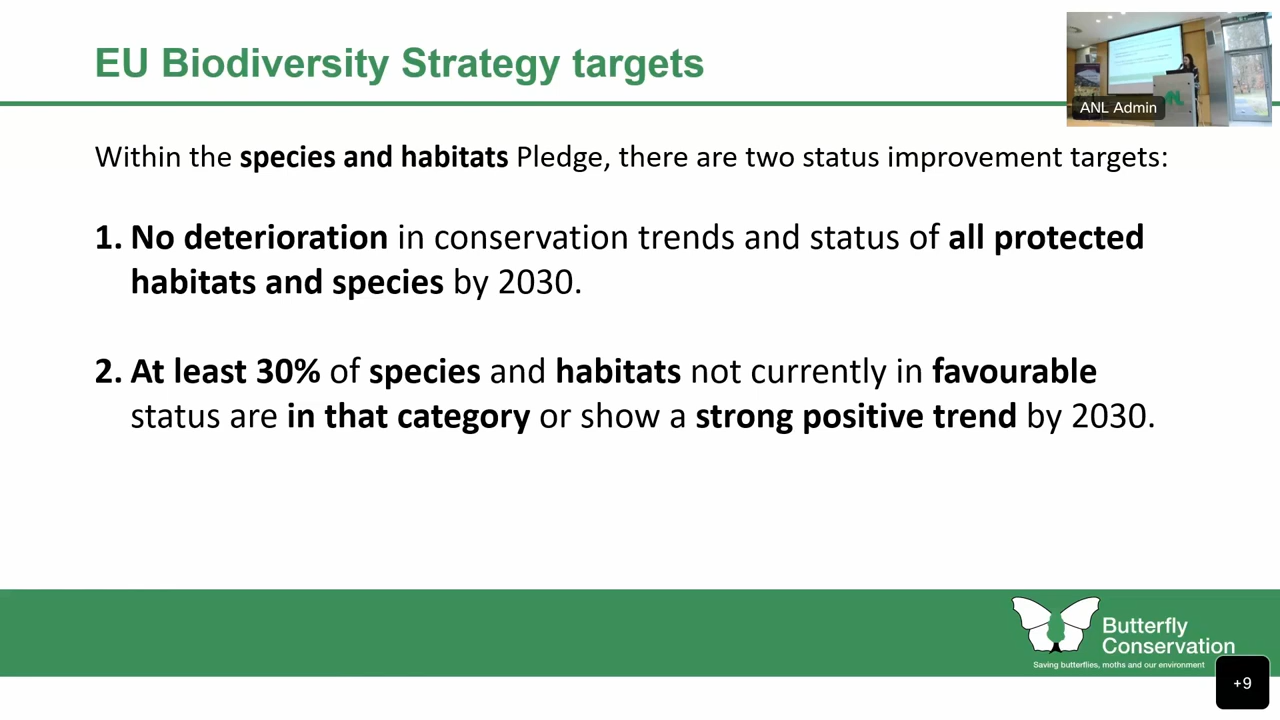 EU Biodiversity Strategy targets
ANL Admin
Within the species and habitats Pledge, there are two status improvement targets:
1. No deterioration in conservation trends and status of all protected
habitats and species by 2030.
2. At least 30% of species and habitats not currently in favourable
status are in that category or show a strong positive trend by 2030.
Butterfly
Conservation
Saving butterflies, moths and our environment
+9